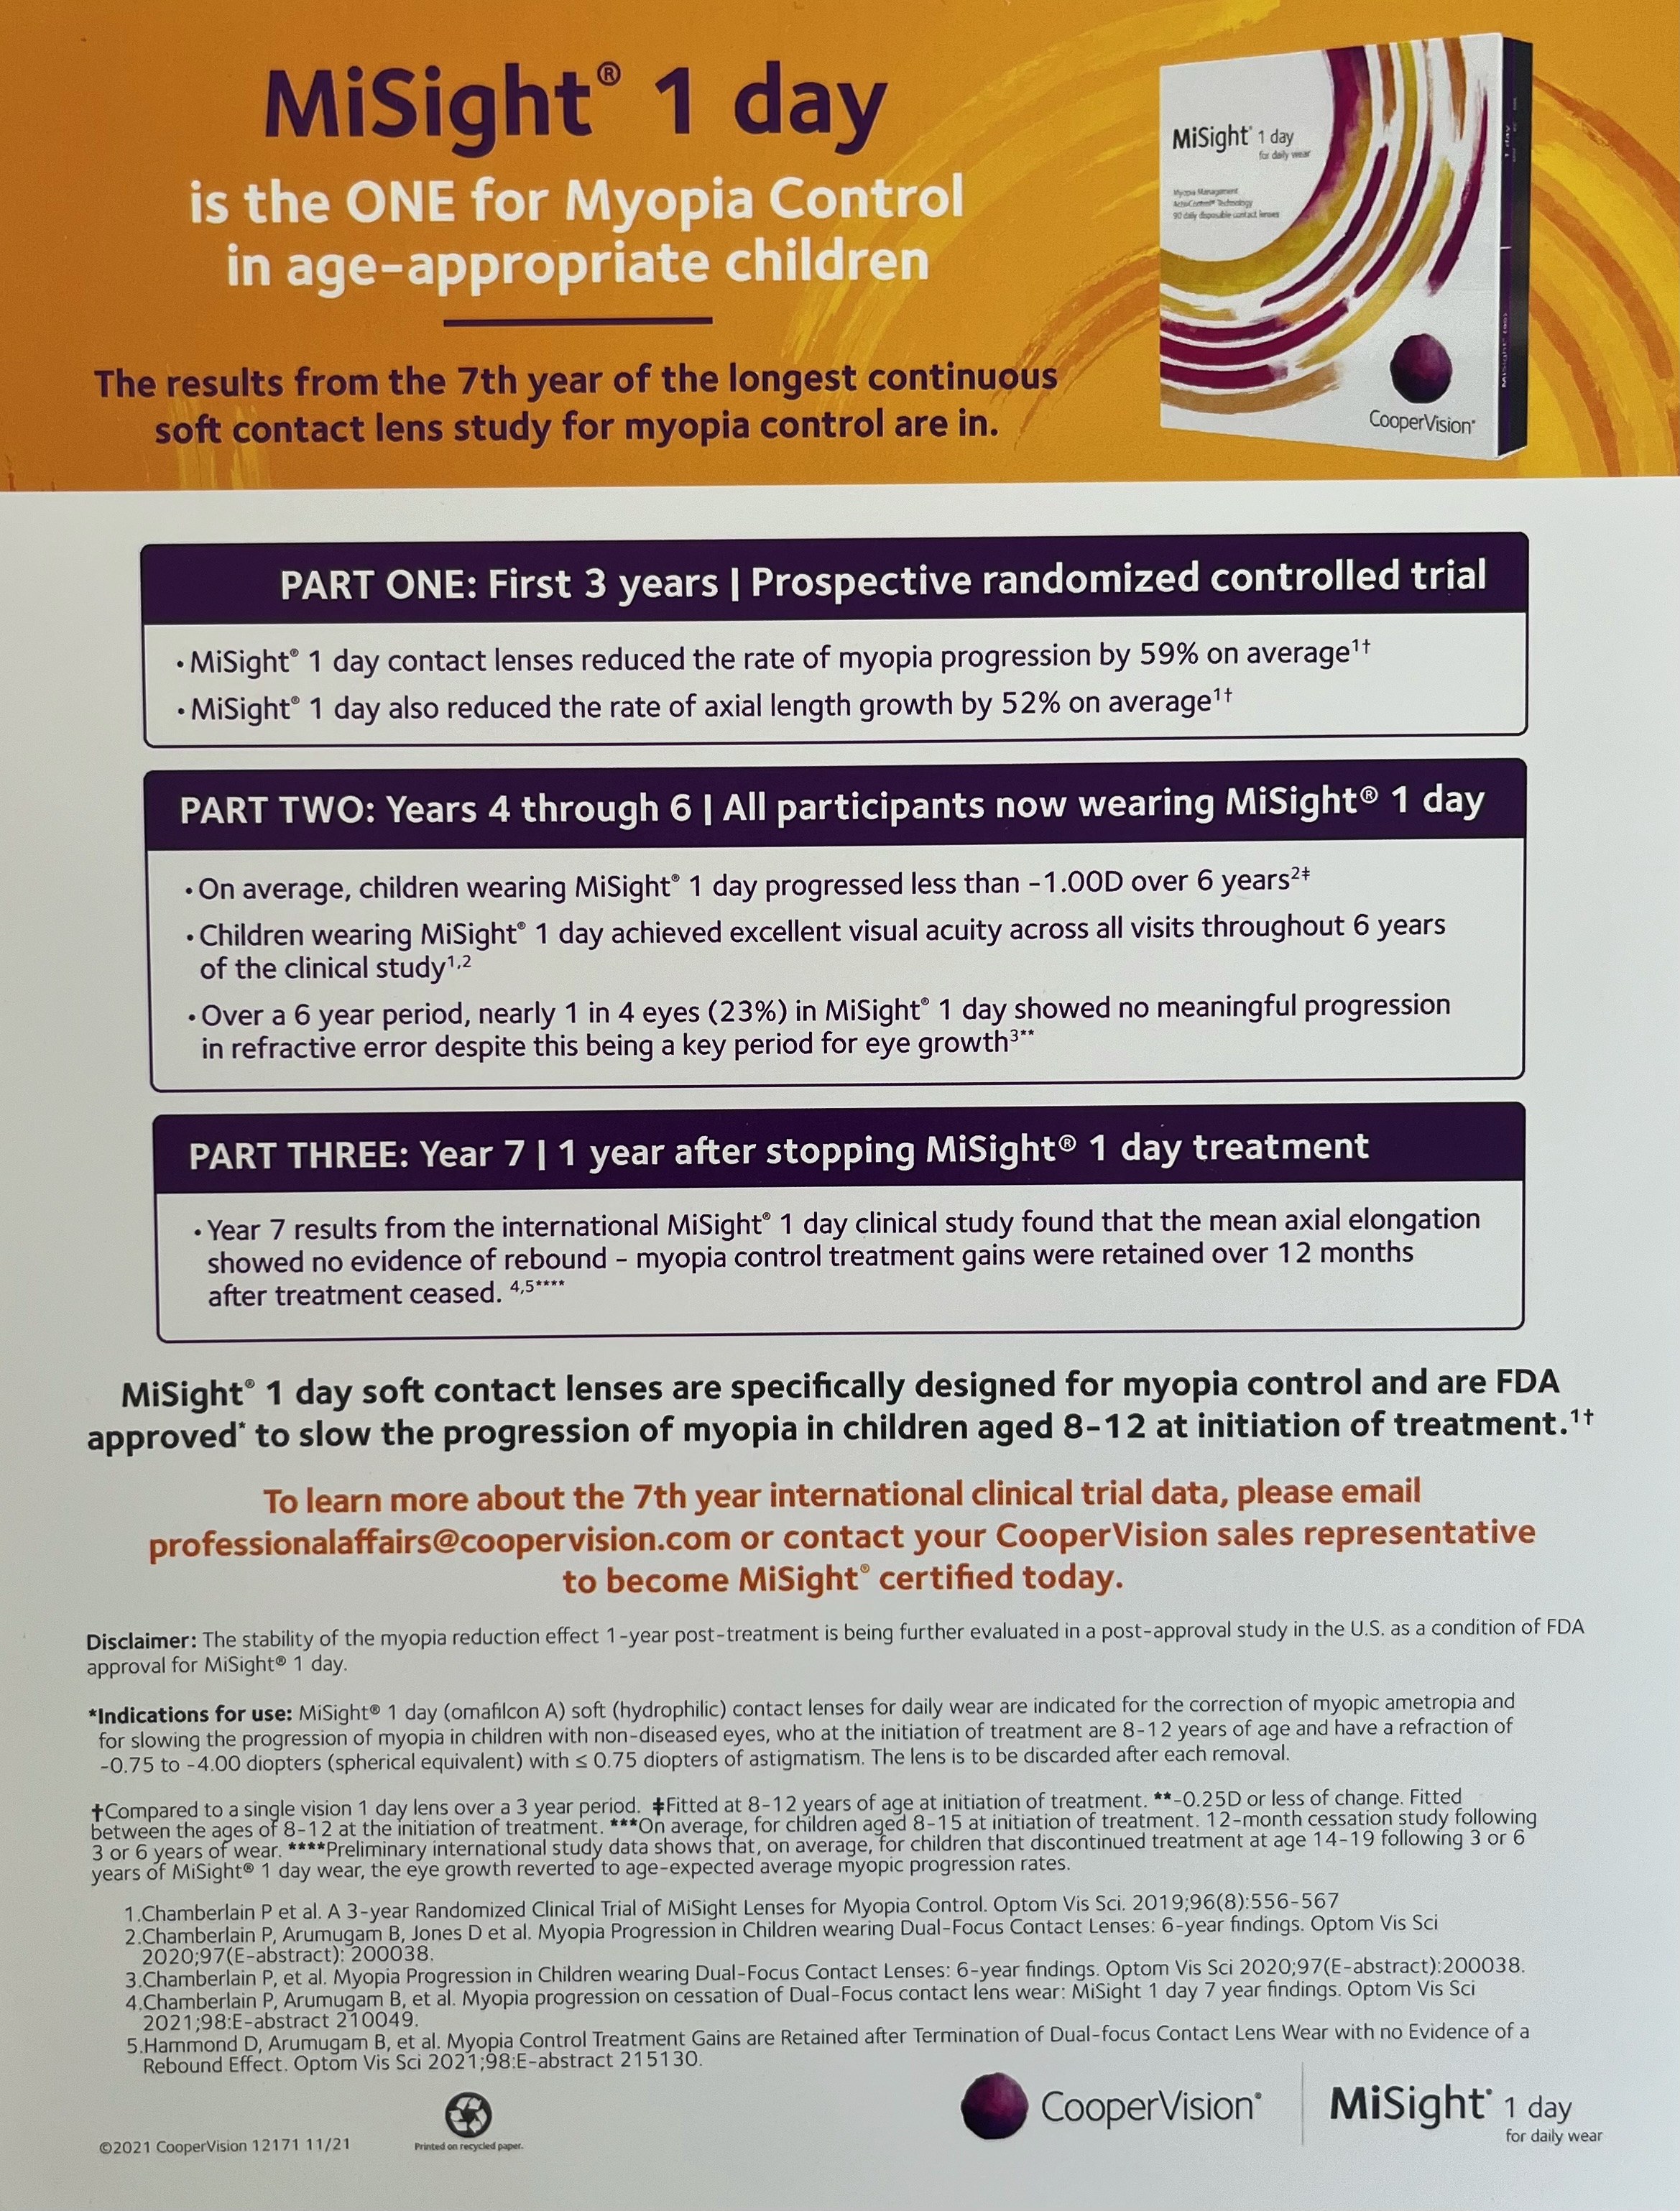 MiSight® 1 day
is the ONE for Myopia Control
in age-appropriate children
The results from the 7th year of the longest continuous
soft contact lens study for myopia control are in.
MiSight® 1 day
for daily wear
Myopia Management
ActivControl® Technology
90 daily disposable contact lenses
CooperVision®
PART ONE: First 3 years | Prospective randomized controlled trial
• MiSight® 1 day contact lenses reduced the rate of myopia progression by 59% on average¹†
• MiSight® 1 day also reduced the rate of axial length growth by 52% on average¹†
PART TWO: Years 4 through 6 | All participants now wearing MiSight® 1 day
• On average, children wearing MiSight® 1 day progressed less than -1.00D over 6 years²‡
• Children wearing MiSight® 1 day achieved excellent visual acuity across all visits throughout 6 years
of the clinical study¹,²
• Over a 6 year period, nearly 1 in 4 eyes (23%) in MiSight® 1 day showed no meaningful progression
in refractive error despite this being a key period for eye growth³**
PART THREE: Year 7 | 1 year after stopping MiSight® 1 day treatment
• Year 7 results from the international MiSight® 1 day clinical study found that the mean axial elongation
showed no evidence of rebound – myopia control treatment gains were retained over 12 months
after treatment ceased. ⁴,⁵****
MiSight® 1 day soft contact lenses are specifically designed for myopia control and are FDA
approved* to slow the progression of myopia in children aged 8-12 at initiation of treatment.¹†
To learn more about the 7th year international clinical trial data, please email
professionalaffairs@coopervision.com or contact your CooperVision sales representative
to become MiSight® certified today.
Disclaimer: The stability of the myopia reduction effect 1-year post-treatment is being further evaluated in a post-approval study in the U.S. as a condition of FDA
approval for MiSight® 1 day.
*Indications for use: MiSight® 1 day (omafilcon A) soft (hydrophilic) contact lenses for daily wear are indicated for the correction of myopic ametropia and
for slowing the progression of myopia in children with non-diseased eyes, who at the initiation of treatment are 8-12 years of age and have a refraction of
-0.75 to -4.00 diopters (spherical equivalent) with ≤ 0.75 diopters of astigmatism. The lens is to be discarded after each removal.
†Compared to a single vision 1 day lens over a 3 year period. ‡Fitted at 8-12 years of age at initiation of treatment. **-0.25D or less of change. Fitted
between the ages of 8-12 at the initiation of treatment. ***On average, for children aged 8-15 at initiation of treatment. 12-month cessation study following
3 or 6 years of wear. ****Preliminary international study data shows that, on average, for children that discontinued treatment at age 14-19 following 3 or 6
years of MiSight® 1 day wear, the eye growth reverted to age-expected average myopic progression rates.
1.Chamberlain P et al. A 3-year Randomized Clinical Trial of MiSight Lenses for Myopia Control. Optom Vis Sci. 2019;96(8):556-567
2.Chamberlain P, Arumugam B, Jones D et al. Myopia Progression in Children wearing Dual-Focus Contact Lenses: 6-year findings. Optom Vis Sci
2020;97(E-abstract): 200038.
3.Chamberlain P, et al. Myopia Progression in Children wearing Dual-Focus Contact Lenses: 6-year findings. Optom Vis Sci 2020;97(E-abstract):200038.
4.Chamberlain P, Arumugam B, et al. Myopia progression on cessation of Dual-Focus contact lens wear: MiSight 1 day 7 year findings. Optom Vis Sci
2021;98:E-abstract 210049.
5.Hammond D, Arumugam B, et al. Myopia Control Treatment Gains are Retained after Termination of Dual-focus Contact Lens Wear with no Evidence of a
Rebound Effect. Optom Vis Sci 2021;98:E-abstract 215130.
©2021 CooperVision 12171 11/21
Printed on recycled paper.
CooperVision®
MiSight® 1 day
for daily wear